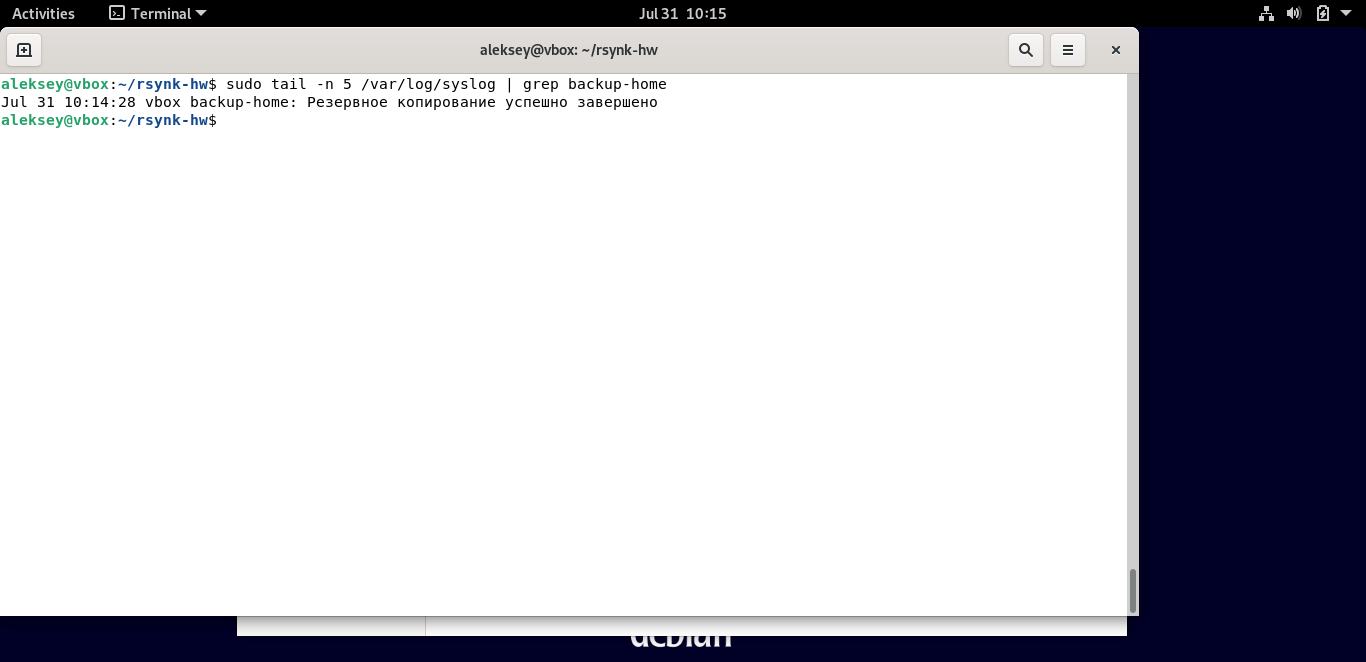 Activities
Terminal
Jul 31 10:15
aleksey@vbox: ~/rsynk-hw
aleksey@vbox:~/rsynk-hw$ sudo tail -n 5 /var/log/syslog | grep backup-home
Jul 31 10:14:28 vbox backup-home: Резервное копирование успешно завершено
aleksey@vbox:~/rsynk-hw$
debian